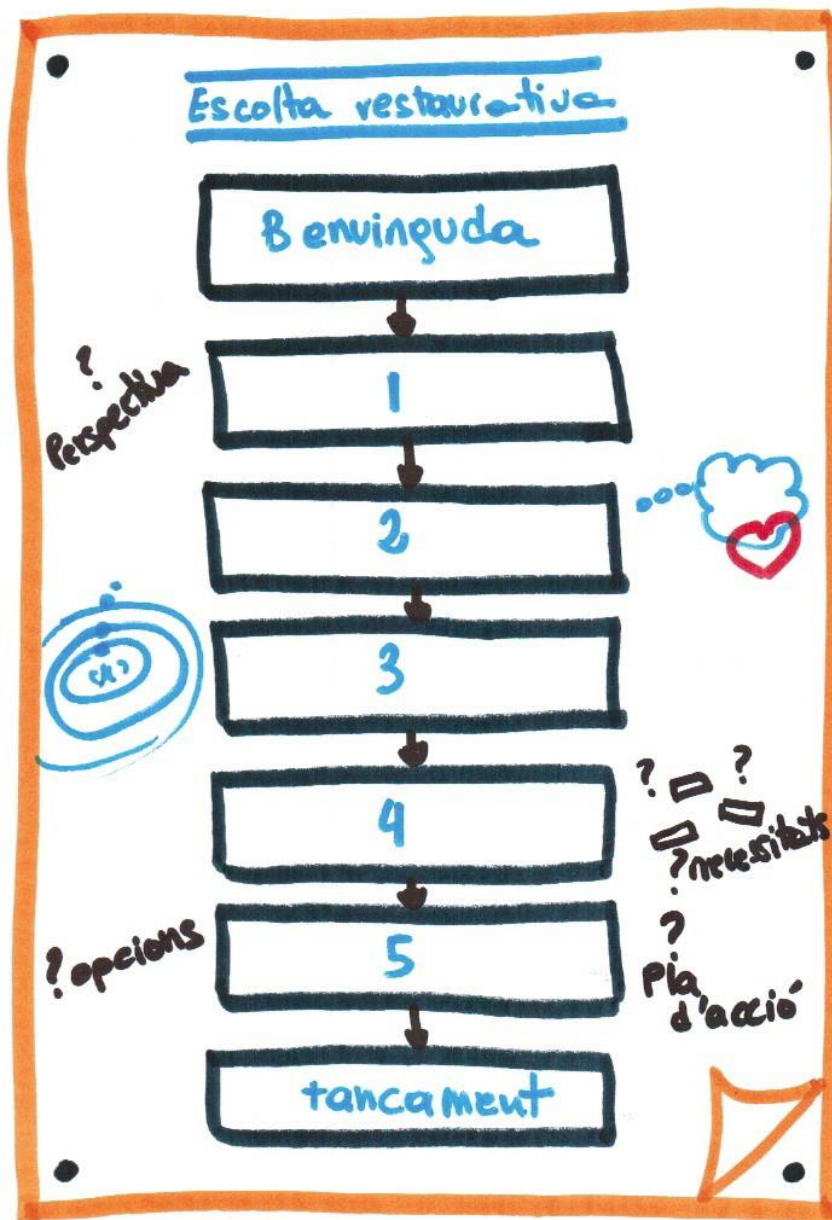 Escolta restaurativa
Benvinguda
?
Perspectiva
1
2
3
4
? ?
? necessitats
? opcions
5
?
Pla
d'acció
tancament